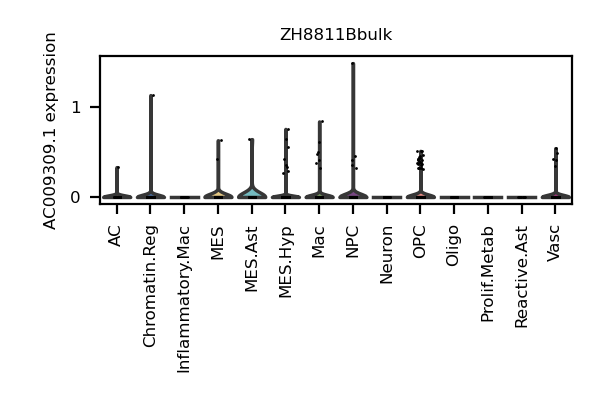 ZH8811Bbulk
AC009309.1 expression
1
0
AC
Chromatin.Reg
Inflammatory.Mac
MES
MES.Ast
MES.Hyp
Mac
NPC
Neuron
OPC
Oligo
Prolif.Metab
Reactive.Ast
Vasc